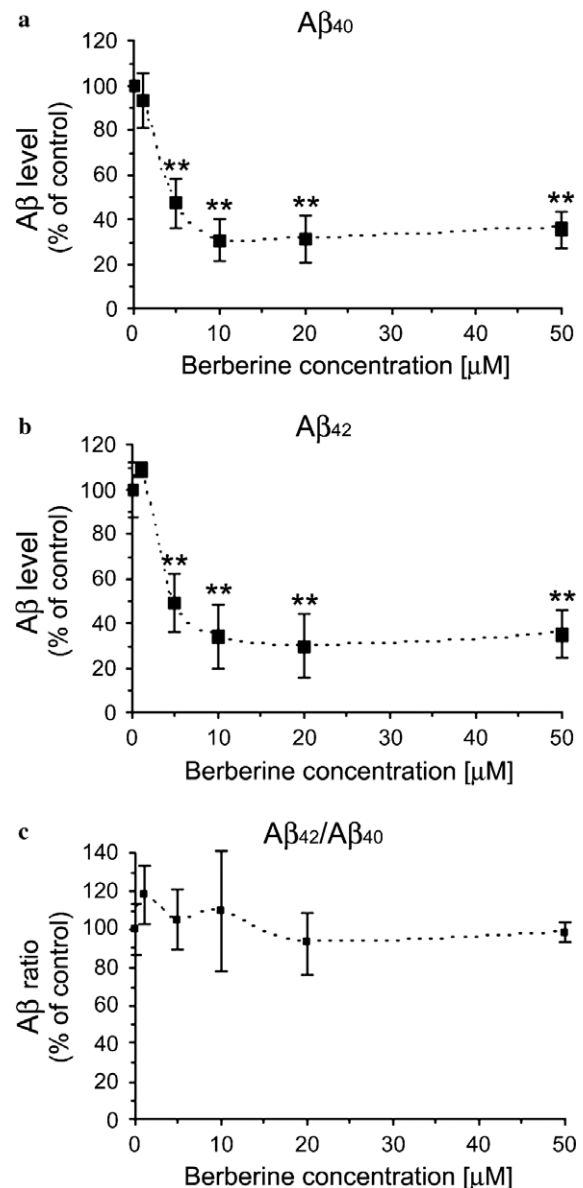 a
Aβ40
120
100
80
60
40
20
0
Aβ level
(% of control)
** ** ** **
0 10 20 30 40 50
Berberine concentration [μM]
b
Aβ42
120
100
80
60
40
20
0
Aβ level
(% of control)
** ** ** **
0 10 20 30 40 50
Berberine concentration [μM]
c
Aβ42/Aβ40
140
120
100
80
60
40
20
0
Aβ ratio
(% of control)
0 10 20 30 40 50
Berberine concentration [μM]